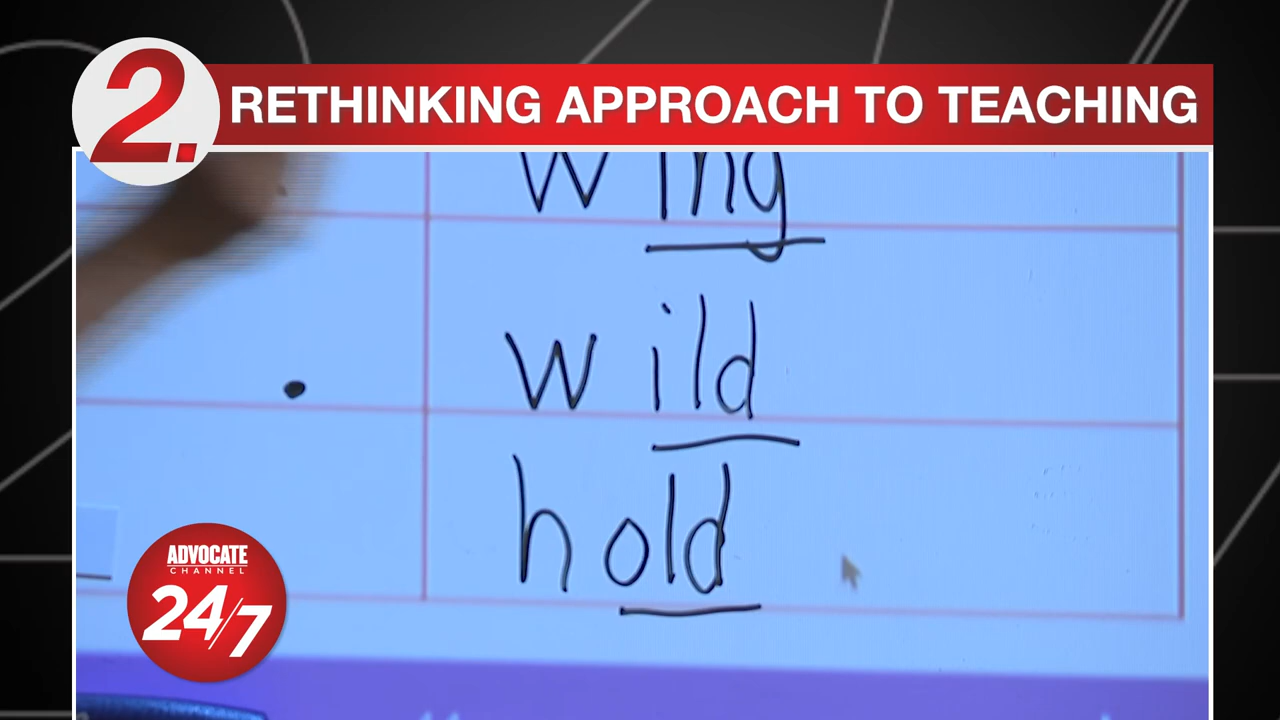 2.
RETHINKING APPROACH TO TEACHING
wing
wild
hold
ADVOCATE
CHANNEL
24/7